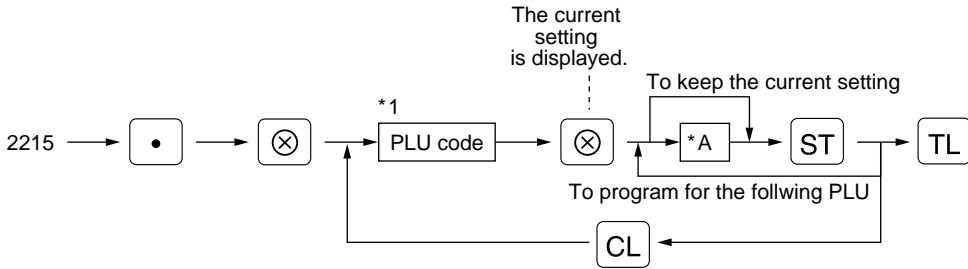 The current
setting
is displayed.
To keep the current setting
*1
2215
•
⊗
PLU code
⊗
*A
ST
TL
To program for the follwing PLU
CL